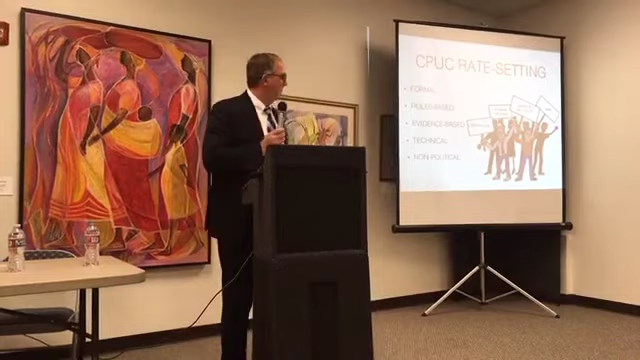 CPUC RATE-SETTING
• FORMAL
• RULES-BASED
• EVIDENCE-BASED
• TECHNICAL
• NON-POLITICAL